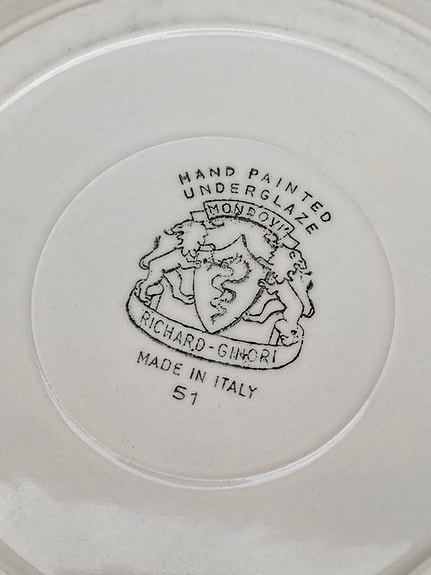 HAND PAINTED
UNDERGLAZE
MONDOVI'
RICHARD-GINORI
MADE IN ITALY
51